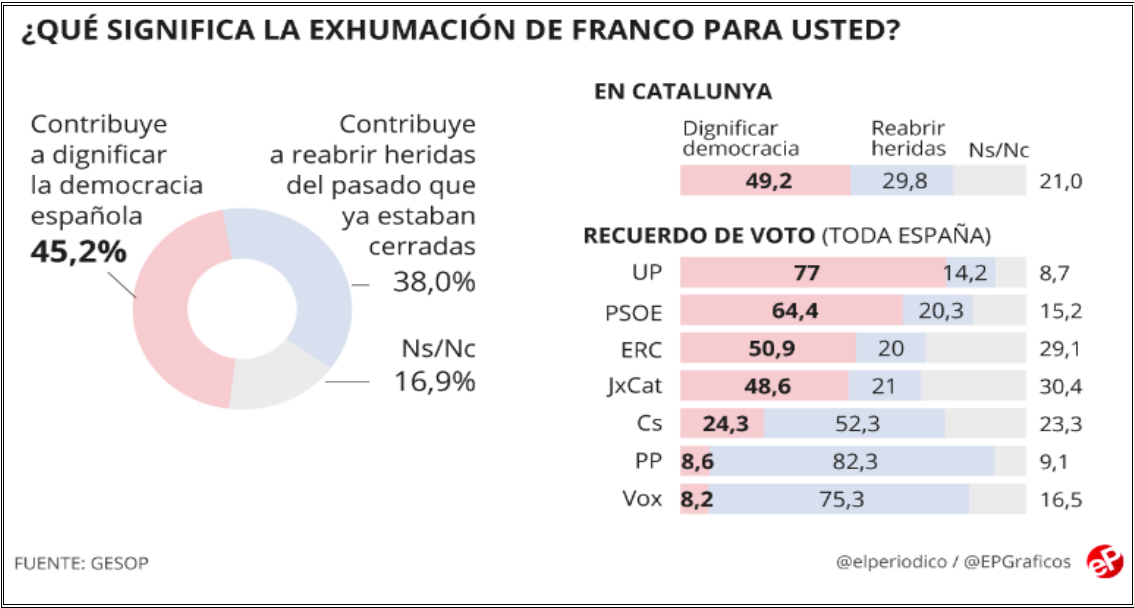 ¿QUÉ SIGNIFICA LA EXHUMACIÓN DE FRANCO PARA USTED?
Contribuye
a dignificar
la democracia
española
45,2%
Contribuye
a reabrir heridas
del pasado que
ya estaban
cerradas
38,0%
Ns/Nc
16,9%
EN CATALUNYA
Dignificar
democracia
Reabrir
heridas
Ns/Nc
49,2 29,8 21,0
RECUERDO DE VOTO (TODA ESPAÑA)
UP 77 14,2 8,7
PSOE 64,4 20,3 15,2
ERC 50,9 20 29,1
JxCat 48,6 21 30,4
Cs 24,3 52,3 23,3
PP 8,6 82,3 9,1
Vox 8,2 75,3 16,5
FUENTE: GESOP
@elperiodico / @EPGraficos eP